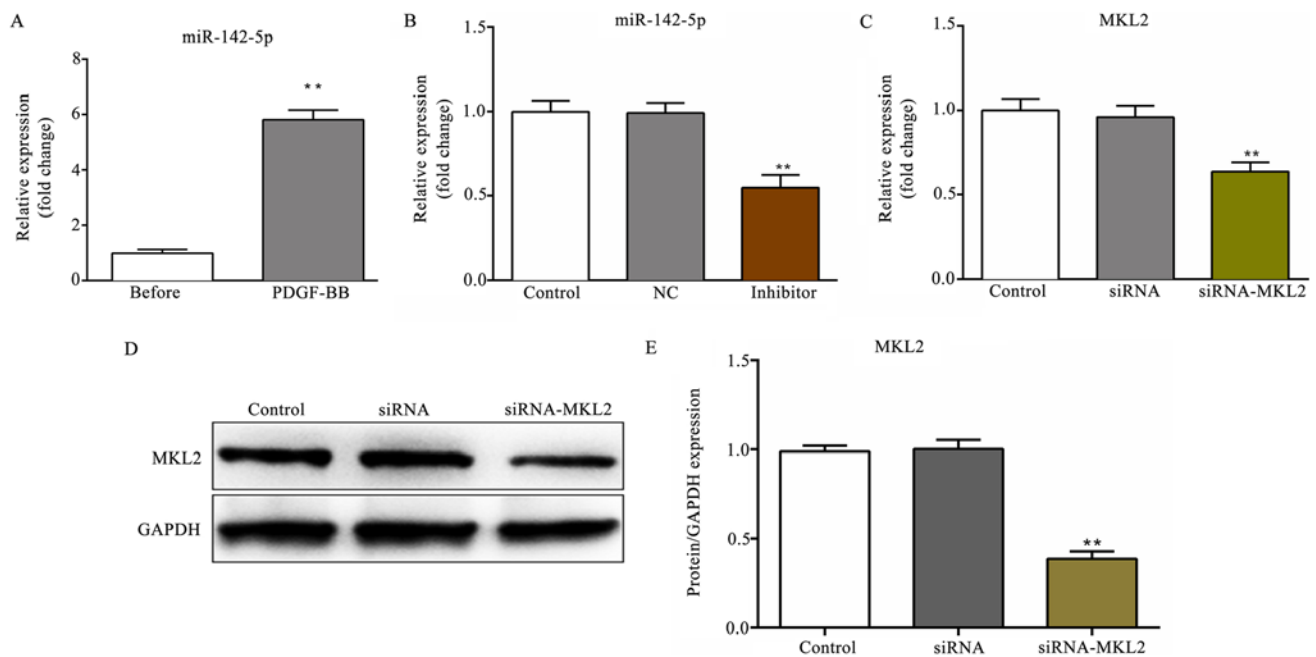 A
miR-142-5p
Relative expression
(fold change)
8
6
4
2
0
**
Before
PDGF-BB
B
miR-142-5p
Relative expression
(fold change)
1.5
1.0
0.5
0.0
**
Control
NC
Inhibitor
C
MKL2
Relative expression
(fold change)
1.5
1.0
0.5
0.0
**
Control
siRNA
siRNA-MKL2
D
Control
siRNA
siRNA-MKL2
MKL2
GAPDH
E
MKL2
Protein/GAPDH expression
1.5
1.0
0.5
0.0
**
Control
siRNA
siRNA-MKL2